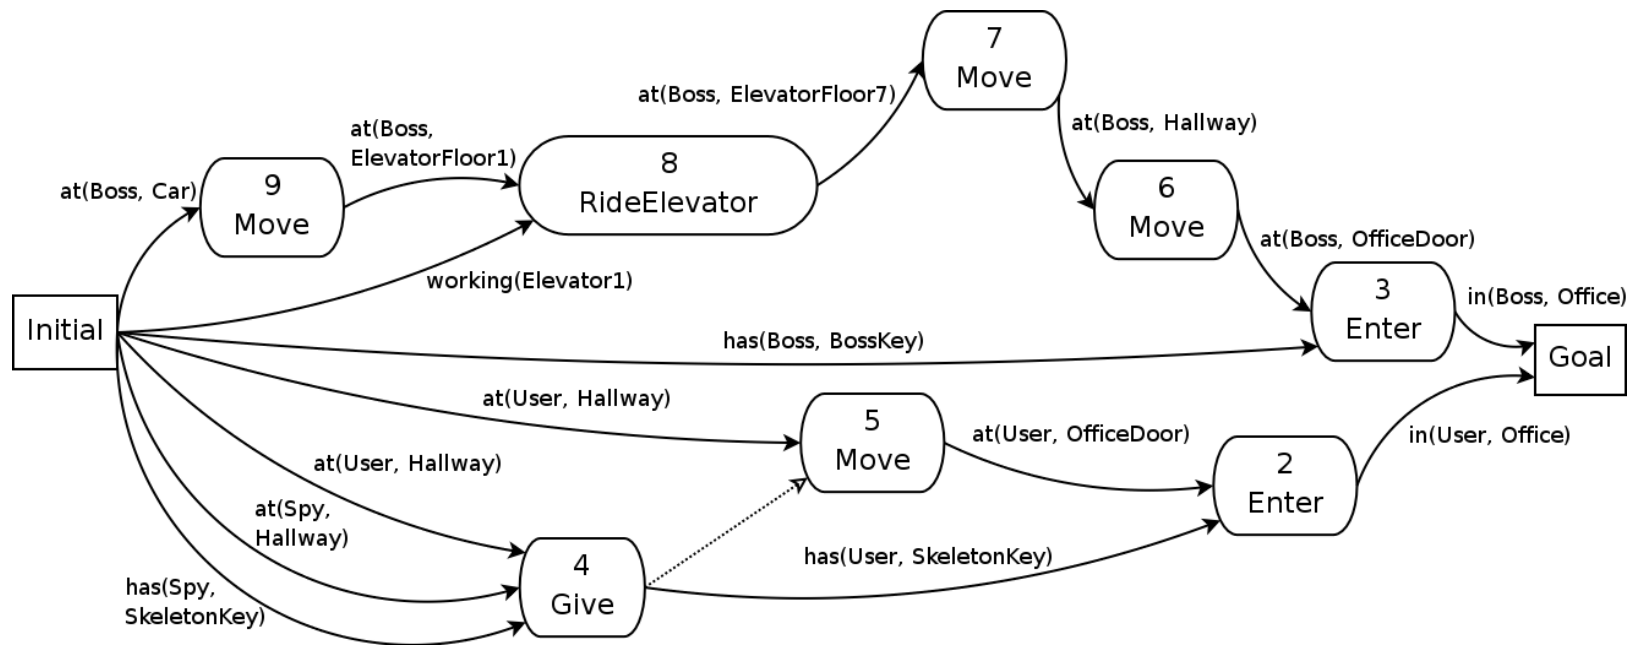 7
Move
at(Boss, ElevatorFloor7)
at(Boss, Hallway)
at(Boss,
ElevatorFloor1)
8
RideElevator
9
Move
at(Boss, Car)
6
Move
at(Boss, OfficeDoor)
working(Elevator1)
3
Enter
in(Boss, Office)
Initial
has(Boss, BossKey)
Goal
at(User, Hallway)
5
Move
at(User, OfficeDoor)
in(User, Office)
at(User, Hallway)
2
Enter
at(Spy,
Hallway)
4
Give
has(User, SkeletonKey)
has(Spy,
SkeletonKey)